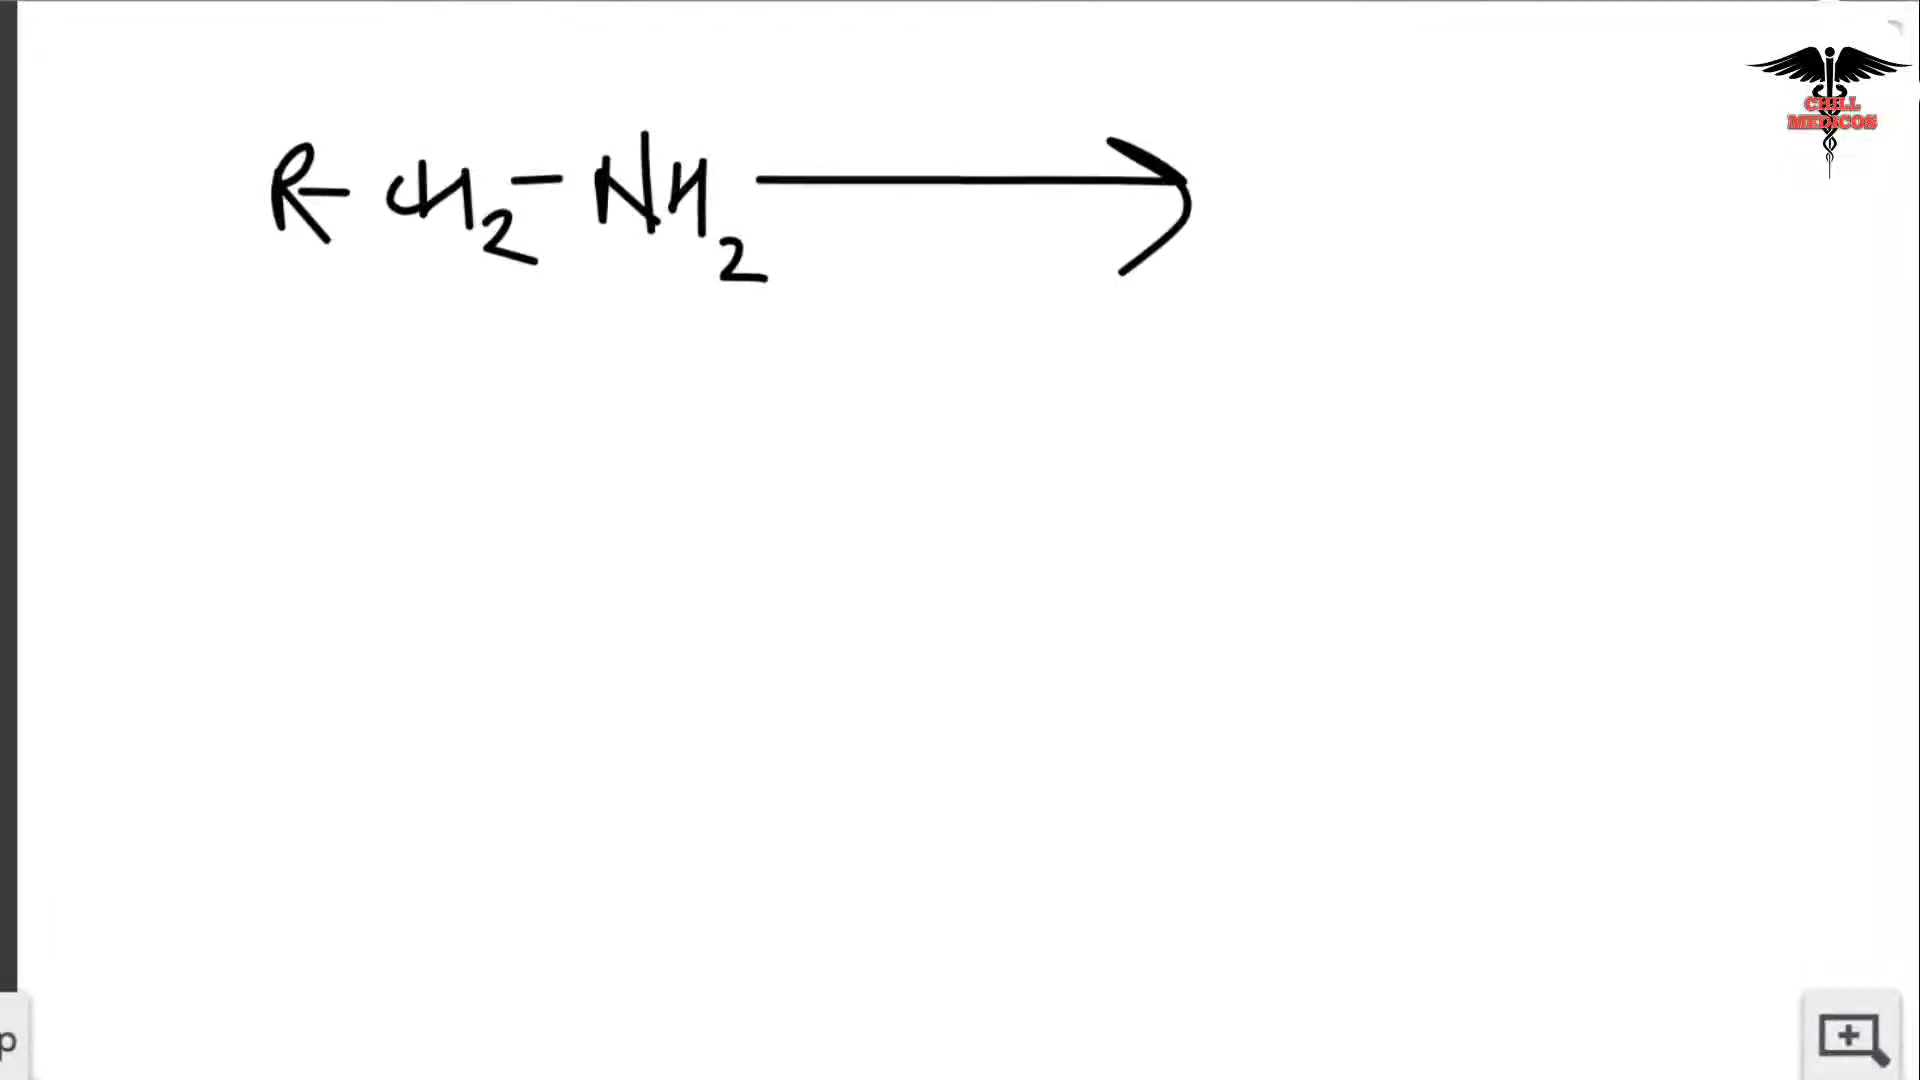 R-CH₂-NH₂ →
CHILL
MEDICOS
p